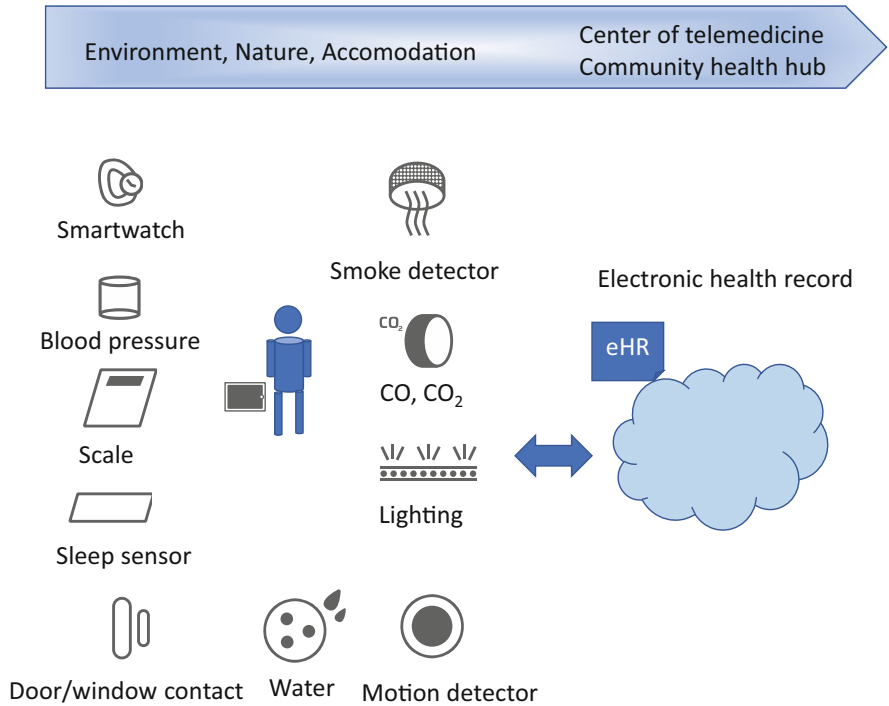 Environment, Nature, Accomodation
Center of telemedicine
Community health hub
Smartwatch
Smoke detector
Electronic health record
Blood pressure
CO₂
eHR
CO, CO₂
Scale
Lighting
Sleep sensor
Door/window contact
Water
Motion detector